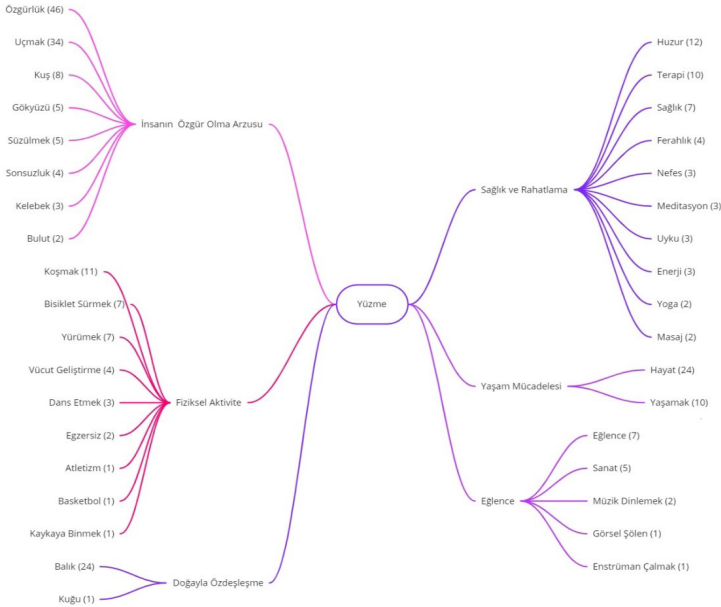 Özgürlük (46)
Uçmak (34)
Kuş (8)
Gökyüzü (5)
Süzülmek (5)
Sonsuzluk (4)
Kelebek (3)
Bulut (2)
İnsanın Özgür Olma Arzusu
Koşmak (11)
Bisiklet Sürmek (7)
Yürümek (7)
Vücut Geliştirme (4)
Dans Etmek (3)
Egzersiz (2)
Atletizm (1)
Basketbol (1)
Kaykaya Binmek (1)
Fiziksel Aktivite
Balık (24)
Kuğu (1)
Doğayla Özdeşleşme
Yüzme
Sağlık ve Rahatlama
Huzur (12)
Terapi (10)
Sağlık (7)
Ferahlık (4)
Nefes (3)
Meditasyon (3)
Uyku (3)
Enerji (3)
Yoga (2)
Masaj (2)
Yaşam Mücadelesi
Hayat (24)
Yaşamak (10)
Eğlence
Eğlence (7)
Sanat (5)
Müzik Dinlemek (2)
Görsel Şölen (1)
Enstrüman Çalmak (1)